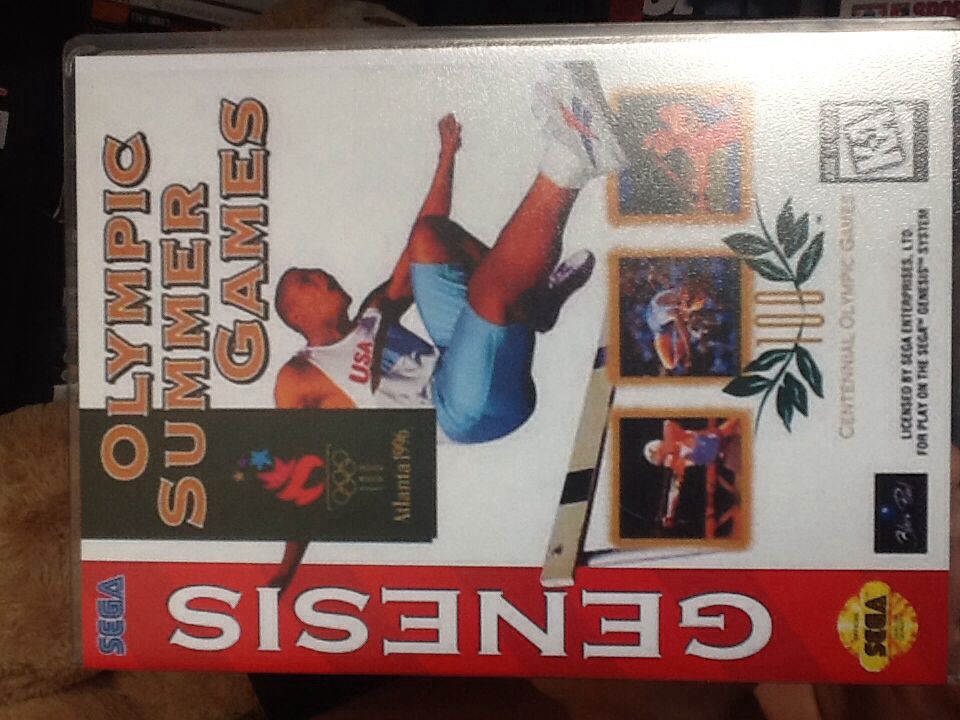 OLYMPIC
SUMMER
GAMES
Atlanta 1996
USA
SEGA
GENESIS
100
CENTENNIAL OLYMPIC GAMES
K-A
LICENSED BY SEGA ENTERPRISES, LTD.
FOR PLAY ON THE SEGA™ GENESIS™ SYSTEM
SEGA